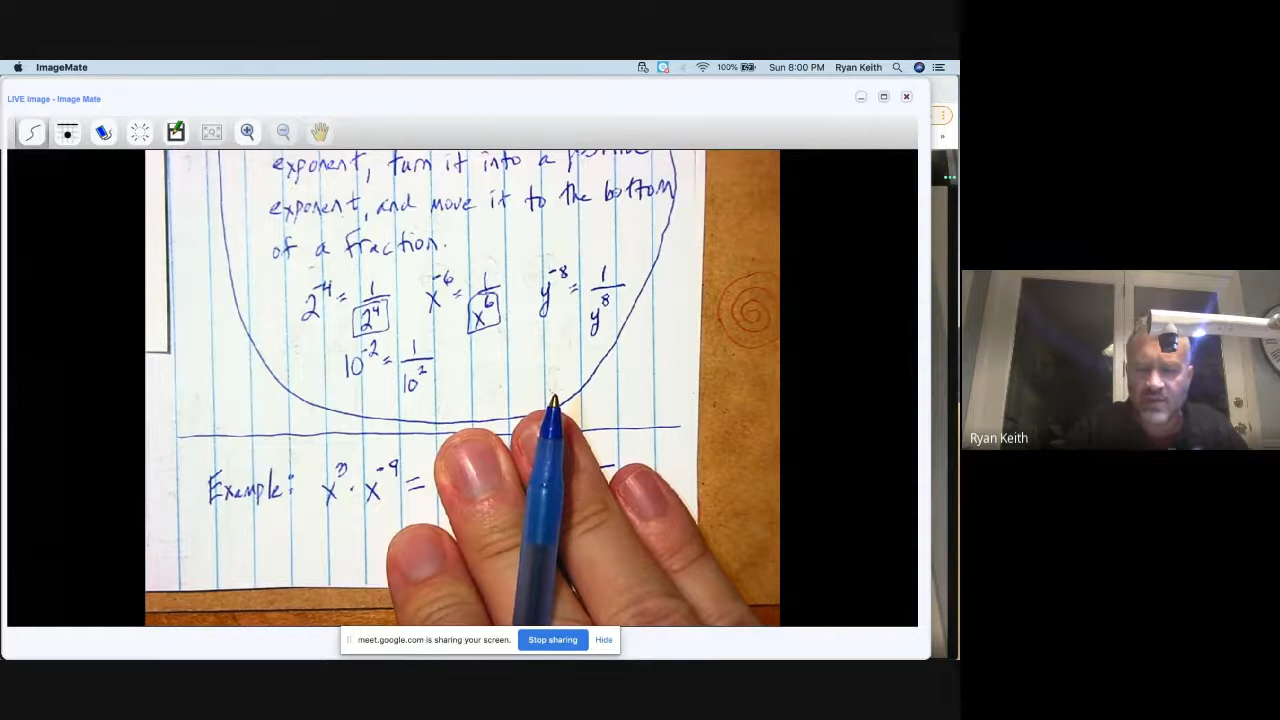 ImageMate
100% Sun 8:00 PM Ryan Keith
LIVE image - Image Mate
exponent, turn it into a positive
exponent, and move it to the bottom
of a fraction.
2^-4 = 1/2^4 x^-6 = 1/x^6 y^-8 = 1/y^8
10^-2 = 1/10^2
Example: x^3 · x^-9 =
meet.google.com is sharing your screen. Stop sharing Hide
Ryan Keith